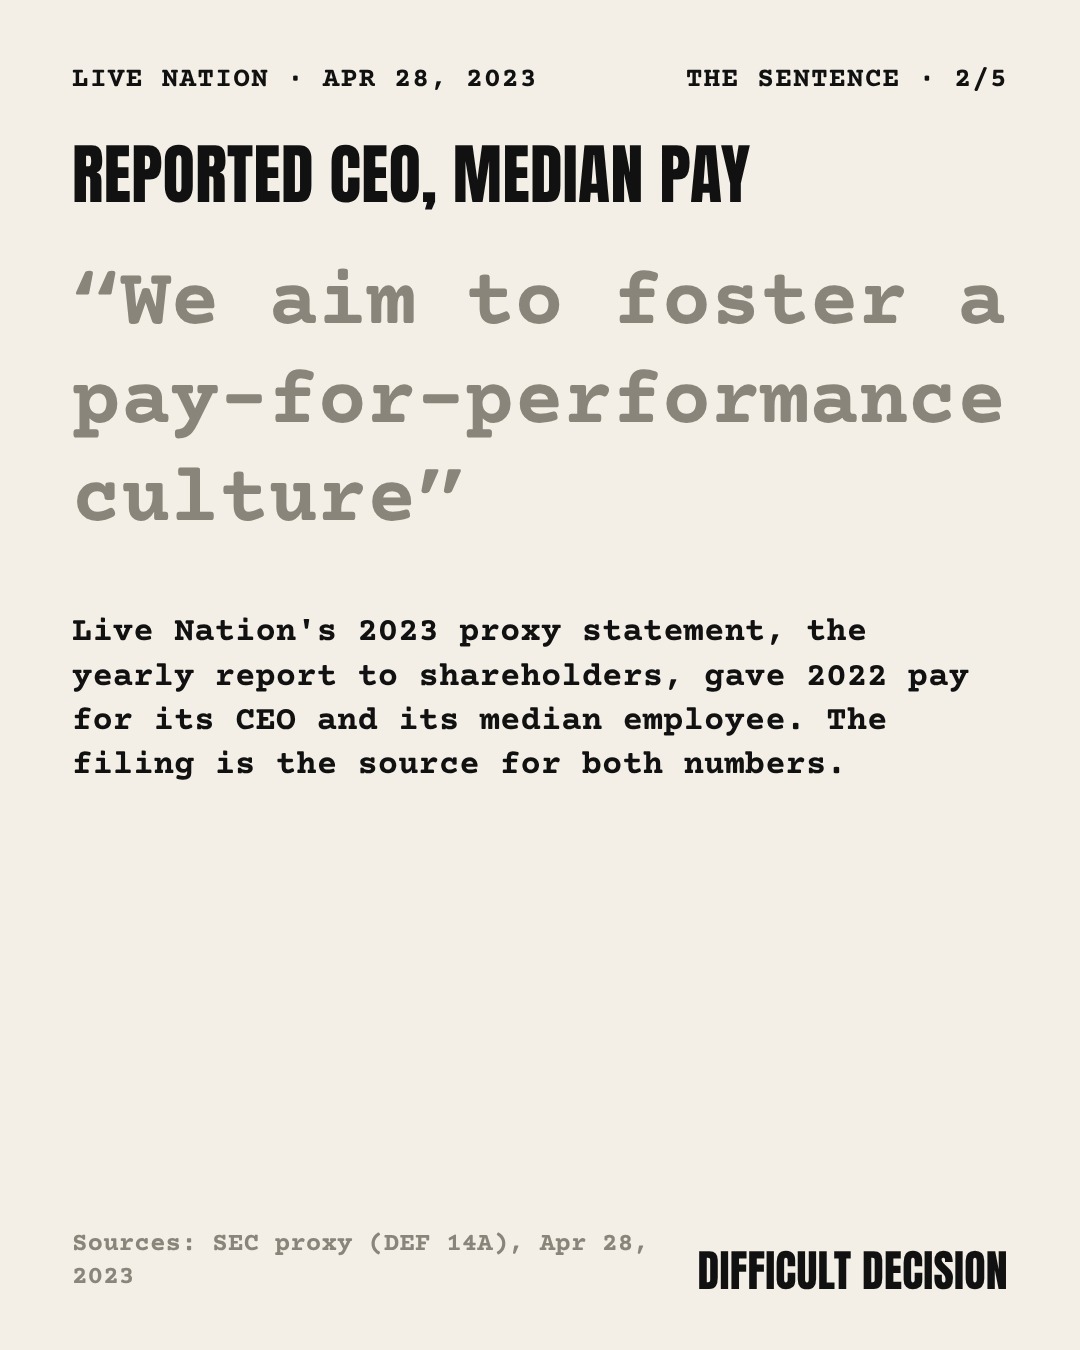 LIVE NATION · APR 28, 2023
THE SENTENCE · 2/5
REPORTED CEO, MEDIAN PAY
“We aim to foster a
pay-for-performance
culture”
Live Nation's 2023 proxy statement, the
yearly report to shareholders, gave 2022 pay
for its CEO and its median employee. The
filing is the source for both numbers.
Sources: SEC proxy (DEF 14A), Apr 28,
2023
DIFFICULT DECISION